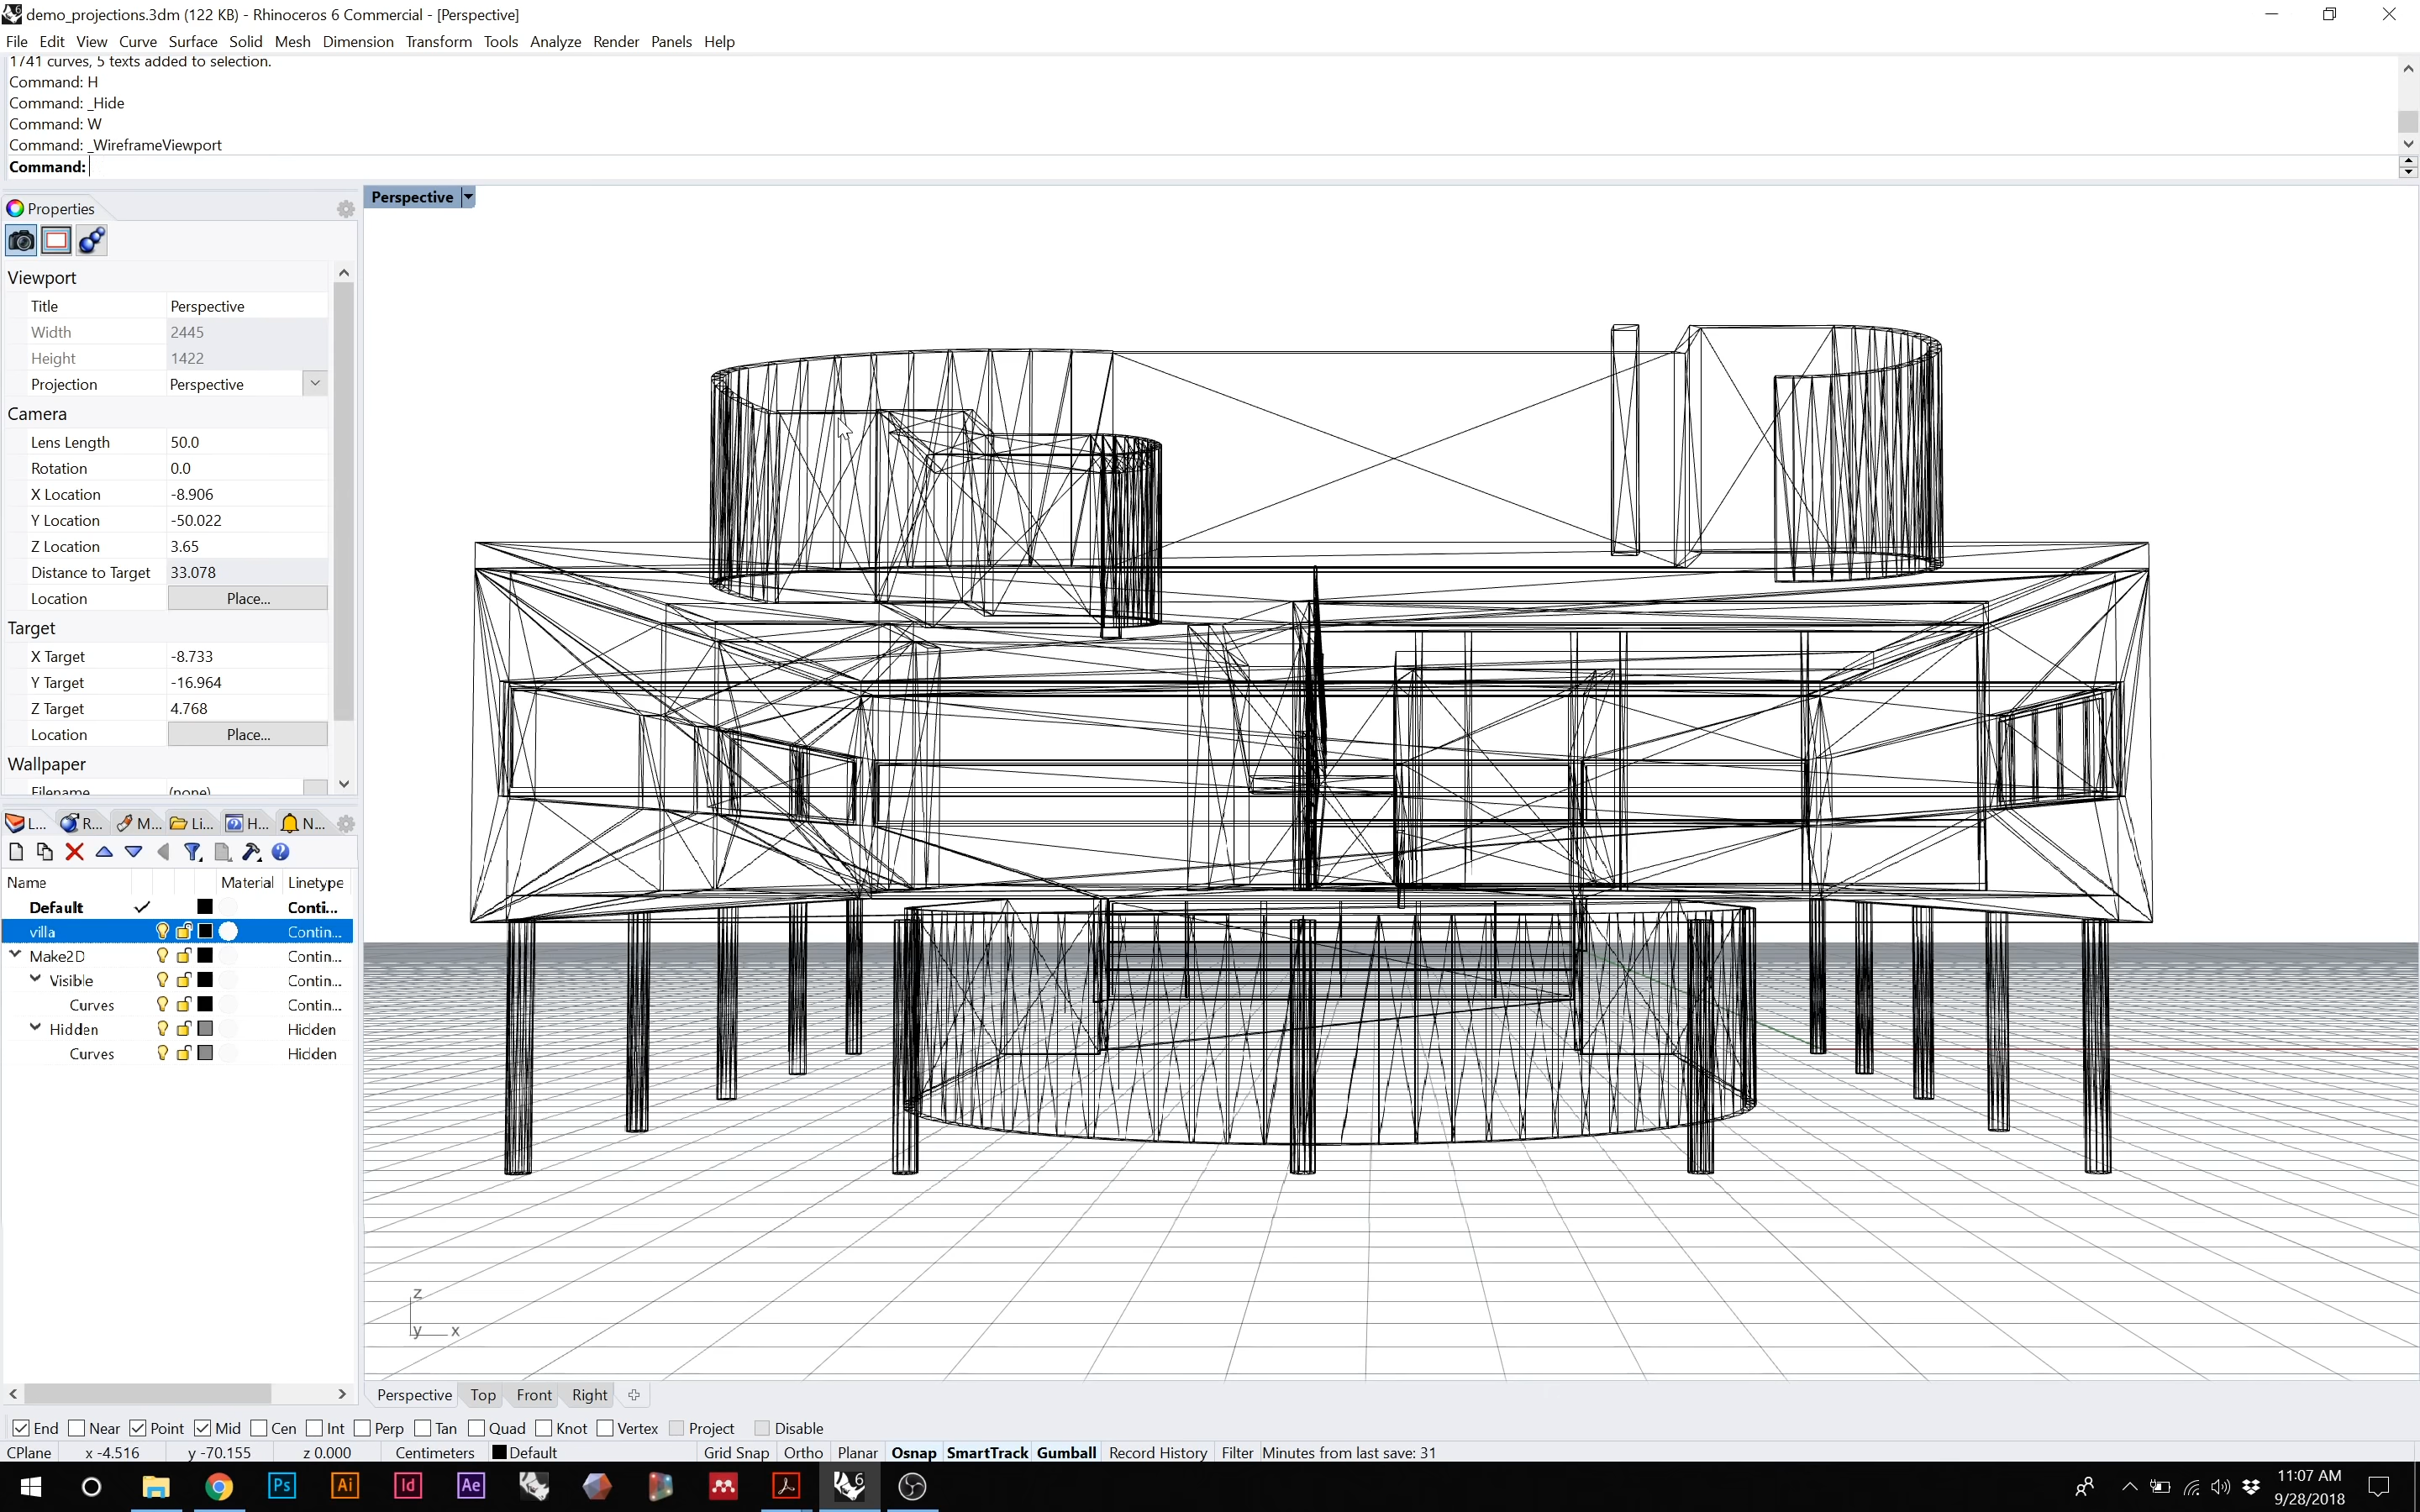 demo_projections.3dm (122 KB) - Rhinoceros 6 Commercial - [Perspective]
File Edit View Curve Surface Solid Mesh Dimension Transform Tools Analyze Render Panels Help
1741 curves, 5 texts added to selection.
Command: H
Command: _Hide
Command: W
Command: _WireframeViewport
Command:
Perspective
Properties
Viewport
Title Perspective
Width 2445
Height 1422
Projection Perspective
Camera
Lens Length 50.0
Rotation 0.0
X Location -8.906
Y Location -50.022
Z Location 3.65
Distance to Target 33.078
Location Place...
Target
X Target -8.733
Y Target -16.964
Z Target 4.768
Location Place...
Wallpaper
Filename (none)
L... R... M... Li... H... N...
Name Material Linetype
Default Conti...
villa Contin...
Make2D Contin...
Visible Contin...
Curves Contin...
Hidden Hidden
Curves Hidden
z
y x
Perspective Top Front Right
End Near Point Mid Cen Int Perp Tan Quad Knot Vertex Project Disable
CPlane x -4.516 y -70.155 z 0.000 Centimeters Default Grid Snap Ortho Planar Osnap SmartTrack Gumball Record History Filter Minutes from last save: 31
Ps Ai Id Ae 6
11:07 AM
9/28/2018